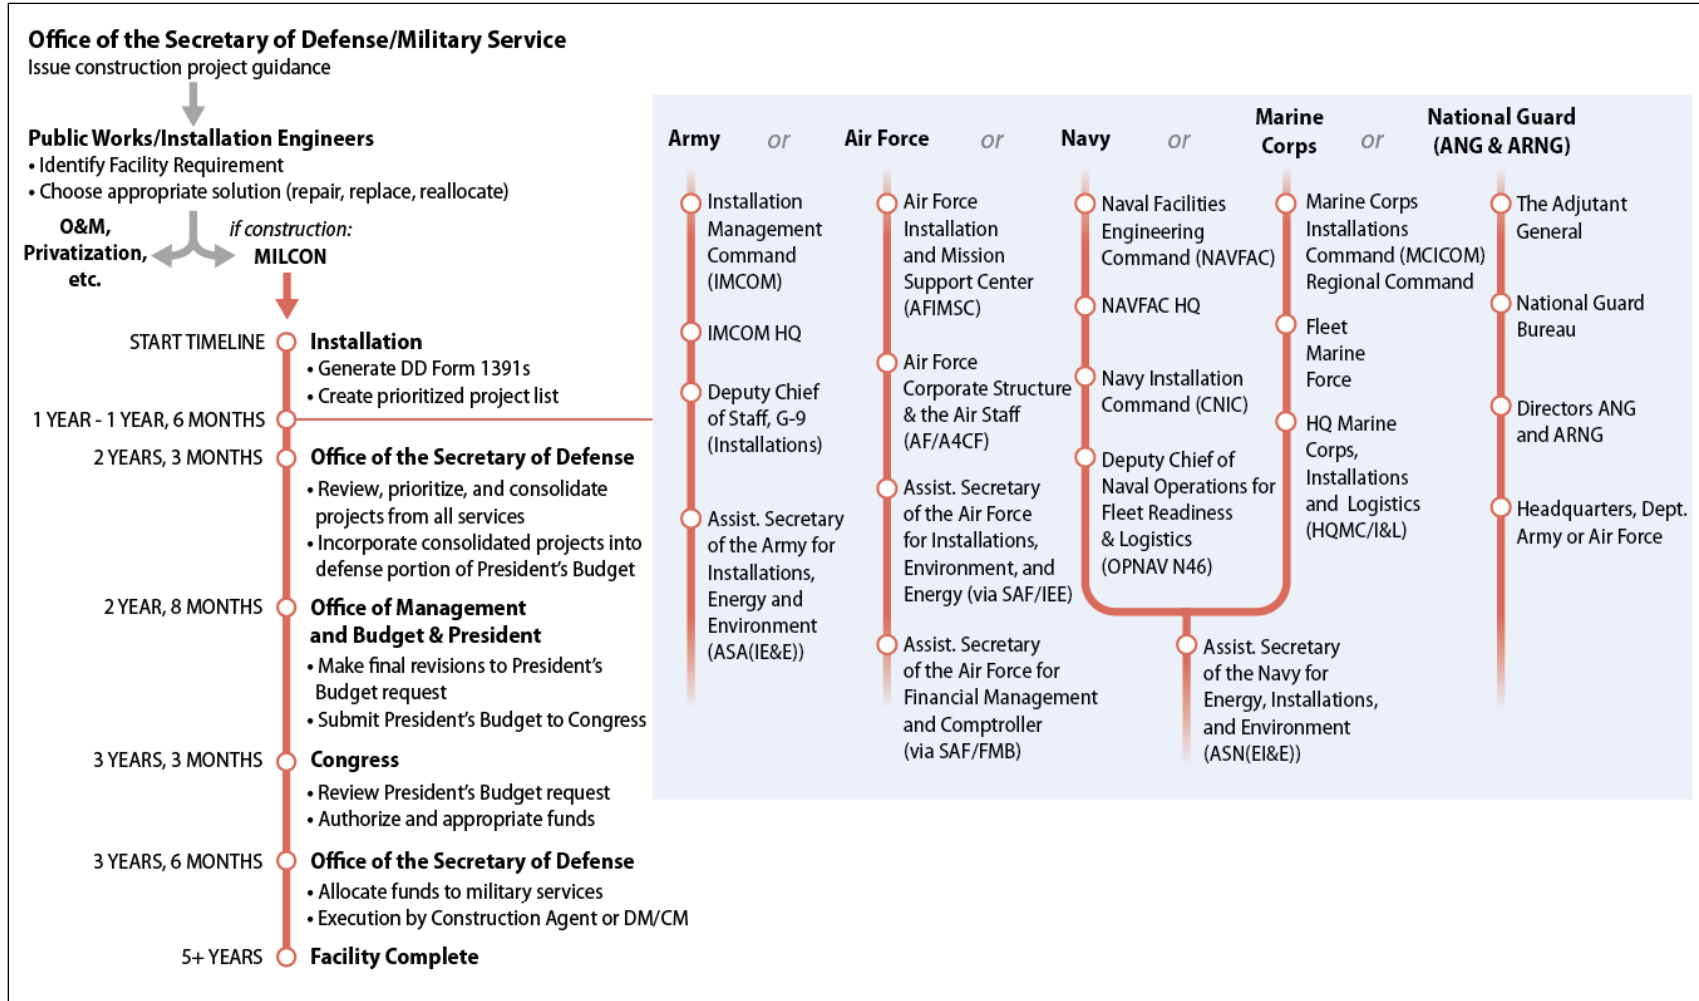 Office of the Secretary of Defense/Military Service
Issue construction project guidance
Public Works/Installation Engineers
• Identify Facility Requirement
• Choose appropriate solution (repair, replace, reallocate)
O&M,
Privatization,
etc.
if construction:
MILCON
START TIMELINE
Installation
• Generate DD Form 1391s
• Create prioritized project list
1 YEAR - 1 YEAR, 6 MONTHS
2 YEARS, 3 MONTHS
Office of the Secretary of Defense
• Review, prioritize, and consolidate
projects from all services
• Incorporate consolidated projects into
defense portion of President's Budget
2 YEAR, 8 MONTHS
Office of Management
and Budget & President
• Make final revisions to President's
Budget request
• Submit President's Budget to Congress
3 YEARS, 3 MONTHS
Congress
• Review President's Budget request
• Authorize and appropriate funds
3 YEARS, 6 MONTHS
Office of the Secretary of Defense
• Allocate funds to military services
• Execution by Construction Agent or DM/CM
5+ YEARS
Facility Complete
Army
or
Air Force
or
Navy
or
Marine
Corps
or
National Guard
(ANG & ARNG)
Installation
Management
Command
(IMCOM)
IMCOM HQ
Deputy Chief
of Staff, G-9
(Installations)
Assist. Secretary
of the Army for
Installations,
Energy and
Environment
(ASA(IE&E))
Air Force
Installation
and Mission
Support Center
(AFIMSC)
Air Force
Corporate Structure
& the Air Staff
(AF/A4CF)
Assist. Secretary
of the Air Force
for Installations,
Environment, and
Energy (via SAF/IEE)
Assist. Secretary
of the Air Force for
Financial Management
and Comptroller
(via SAF/FMB)
Naval Facilities
Engineering
Command (NAVFAC)
NAVFAC HQ
Navy Installation
Command (CNIC)
Deputy Chief of
Naval Operations for
Fleet Readiness
& Logistics
(OPNAV N46)
Marine Corps
Installations
Command (MCICOM)
Regional Command
Fleet
Marine
Force
HQ Marine
Corps,
Installations
and Logistics
(HQMC/I&L)
Assist. Secretary
of the Navy for
Energy, Installations,
and Environment
(ASN(EI&E))
The Adjutant
General
National Guard
Bureau
Directors ANG
and ARNG
Headquarters, Dept.
Army or Air Force